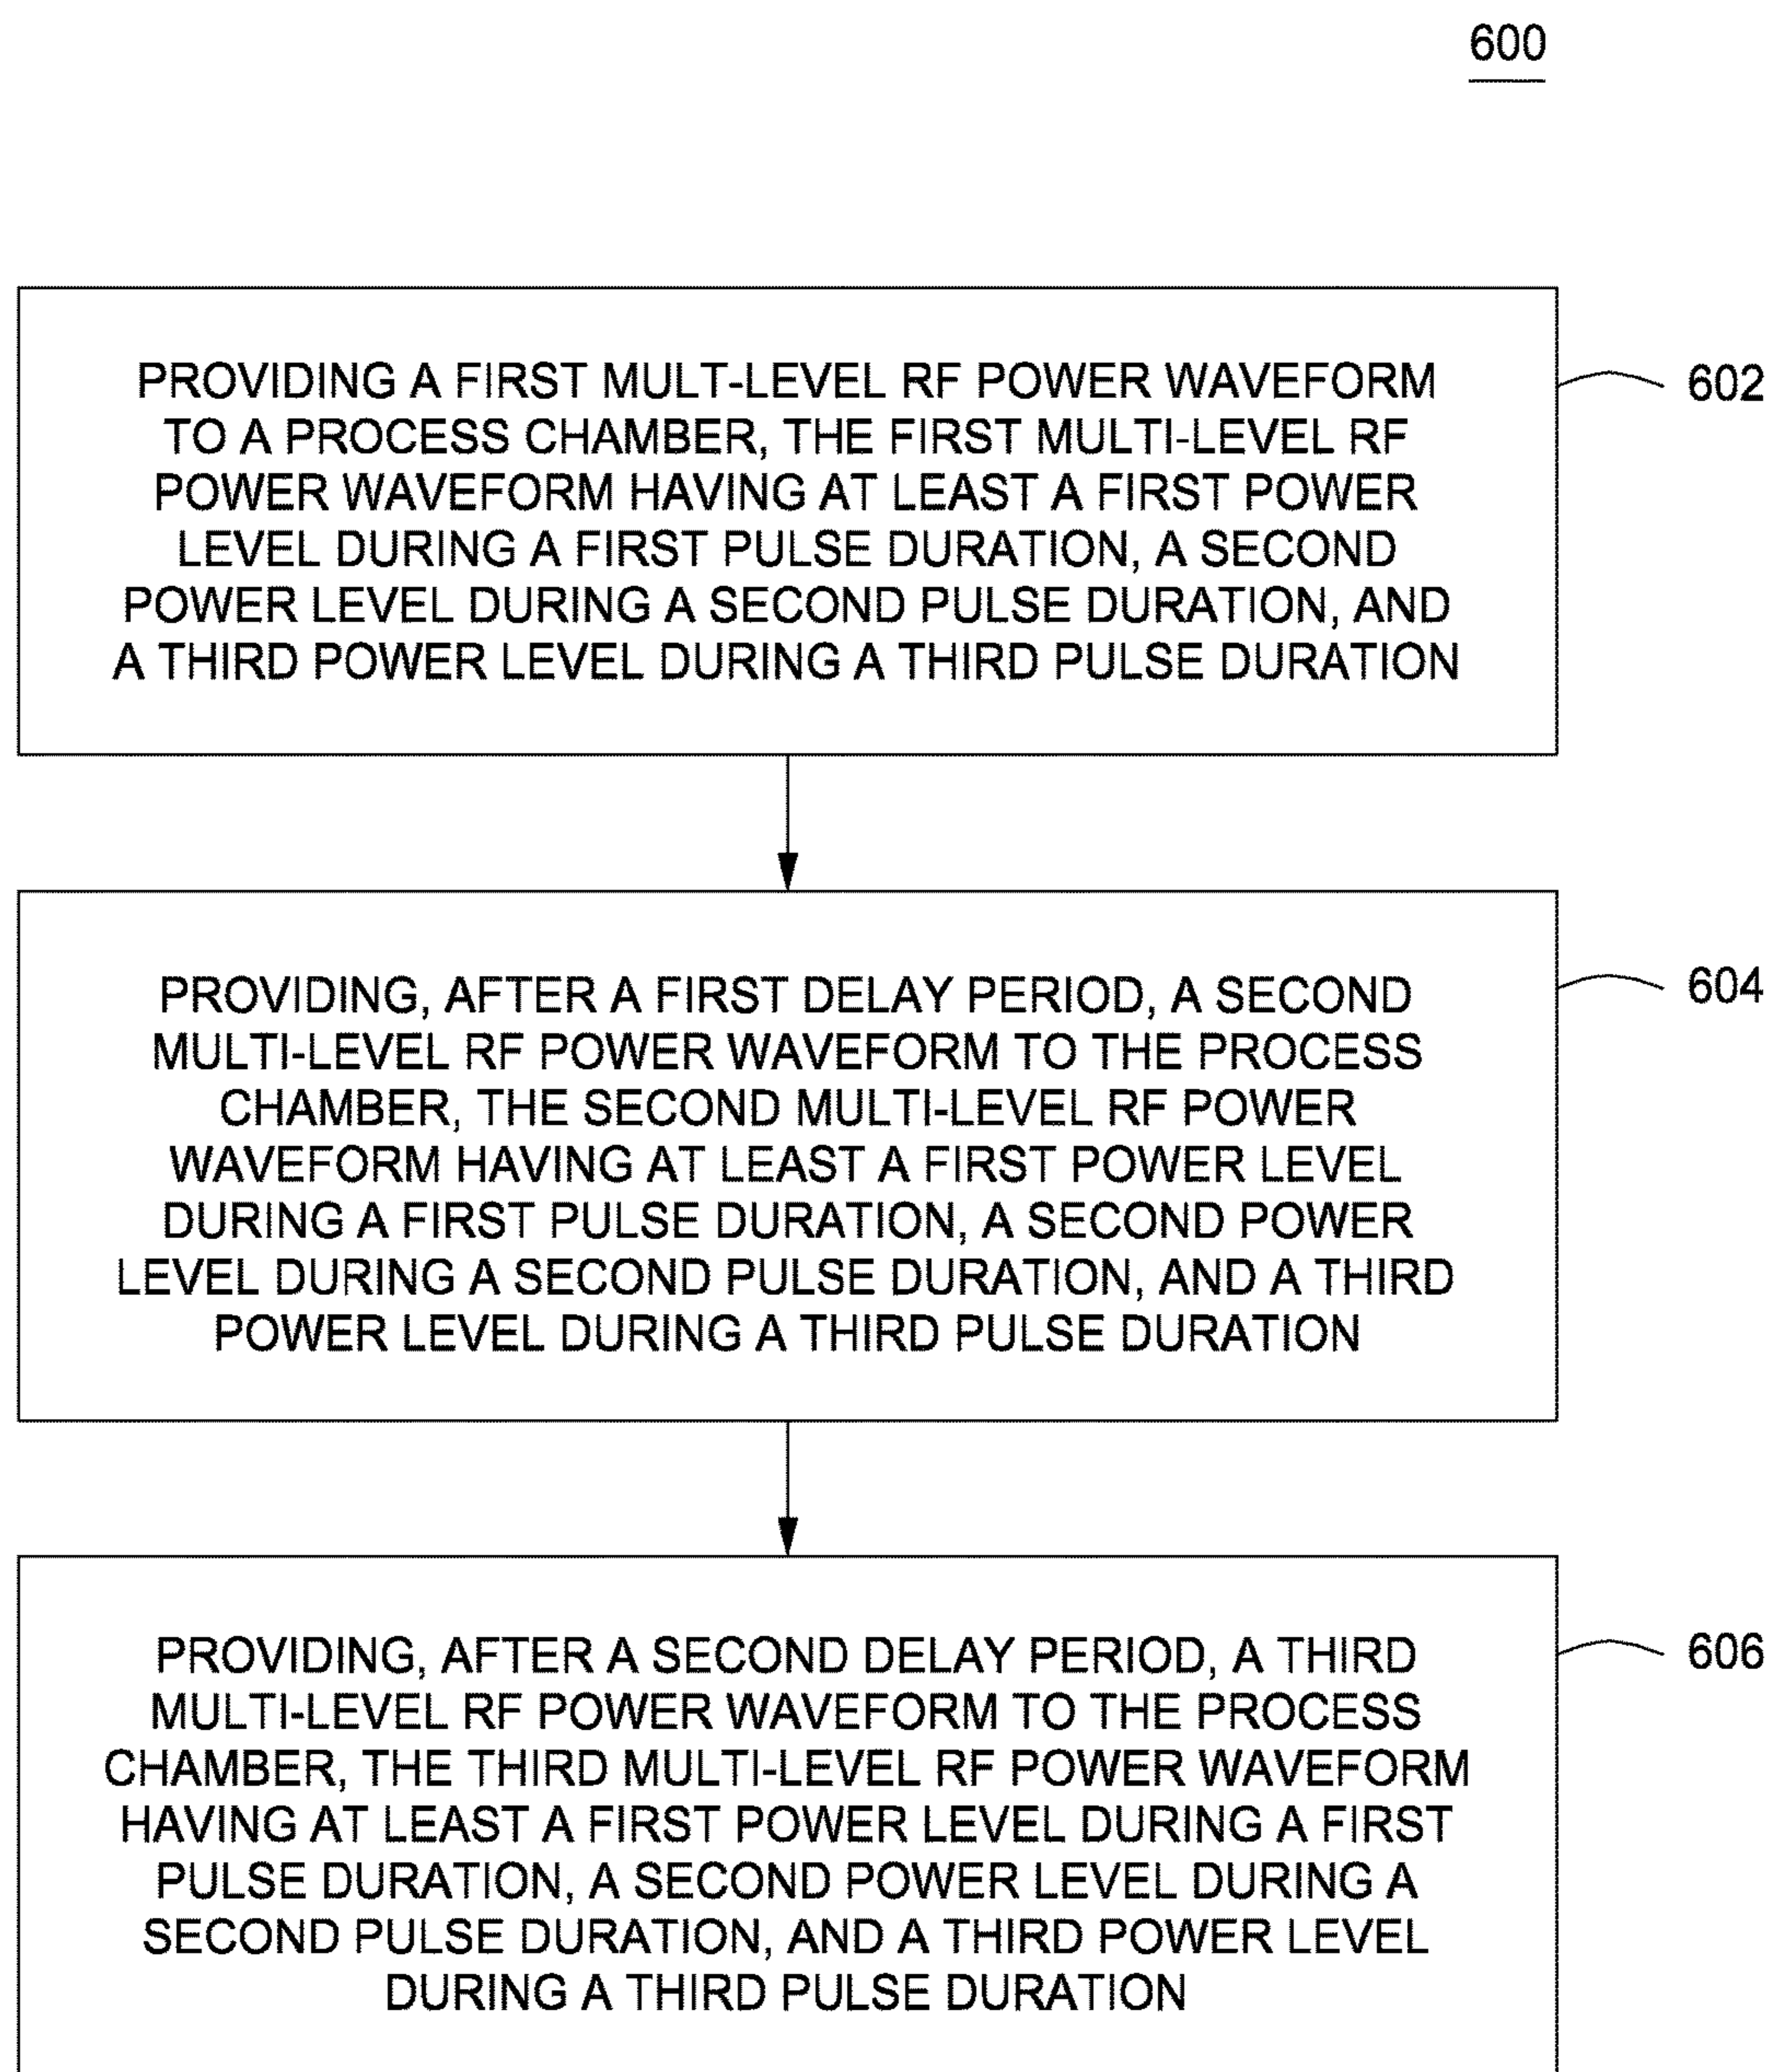 600
PROVIDING A FIRST MULT-LEVEL RF POWER WAVEFORM
TO A PROCESS CHAMBER, THE FIRST MULTI-LEVEL RF
POWER WAVEFORM HAVING AT LEAST A FIRST POWER
LEVEL DURING A FIRST PULSE DURATION, A SECOND
POWER LEVEL DURING A SECOND PULSE DURATION, AND
A THIRD POWER LEVEL DURING A THIRD PULSE DURATION
602
PROVIDING, AFTER A FIRST DELAY PERIOD, A SECOND
MULTI-LEVEL RF POWER WAVEFORM TO THE PROCESS
CHAMBER, THE SECOND MULTI-LEVEL RF POWER
WAVEFORM HAVING AT LEAST A FIRST POWER LEVEL
DURING A FIRST PULSE DURATION, A SECOND POWER
LEVEL DURING A SECOND PULSE DURATION, AND A THIRD
POWER LEVEL DURING A THIRD PULSE DURATION
604
PROVIDING, AFTER A SECOND DELAY PERIOD, A THIRD
MULTI-LEVEL RF POWER WAVEFORM TO THE PROCESS
CHAMBER, THE THIRD MULTI-LEVEL RF POWER WAVEFORM
HAVING AT LEAST A FIRST POWER LEVEL DURING A FIRST
PULSE DURATION, A SECOND POWER LEVEL DURING A
SECOND PULSE DURATION, AND A THIRD POWER LEVEL
DURING A THIRD PULSE DURATION
606